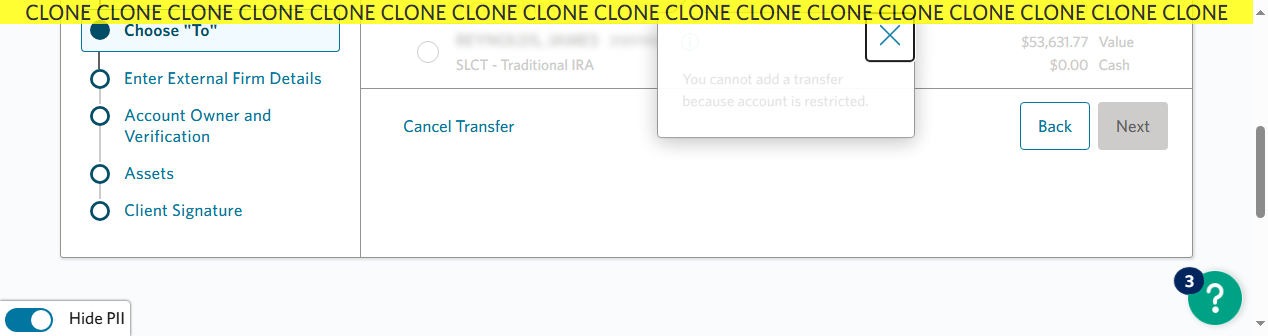 CLONE CLONE CLONE CLONE CLONE CLONE CLONE CLONE CLONE CLONE CLONE CLONE CLONE CLONE CLONE CLONE CLONE
Choose "To"
Enter External Firm Details
Account Owner and
Verification
Assets
Client Signature
SLCT - Traditional IRA
$53,631.77 Value
$0.00 Cash
You cannot add a transfer
because account is restricted.
Cancel Transfer
Back
Next
3
?
Hide PII